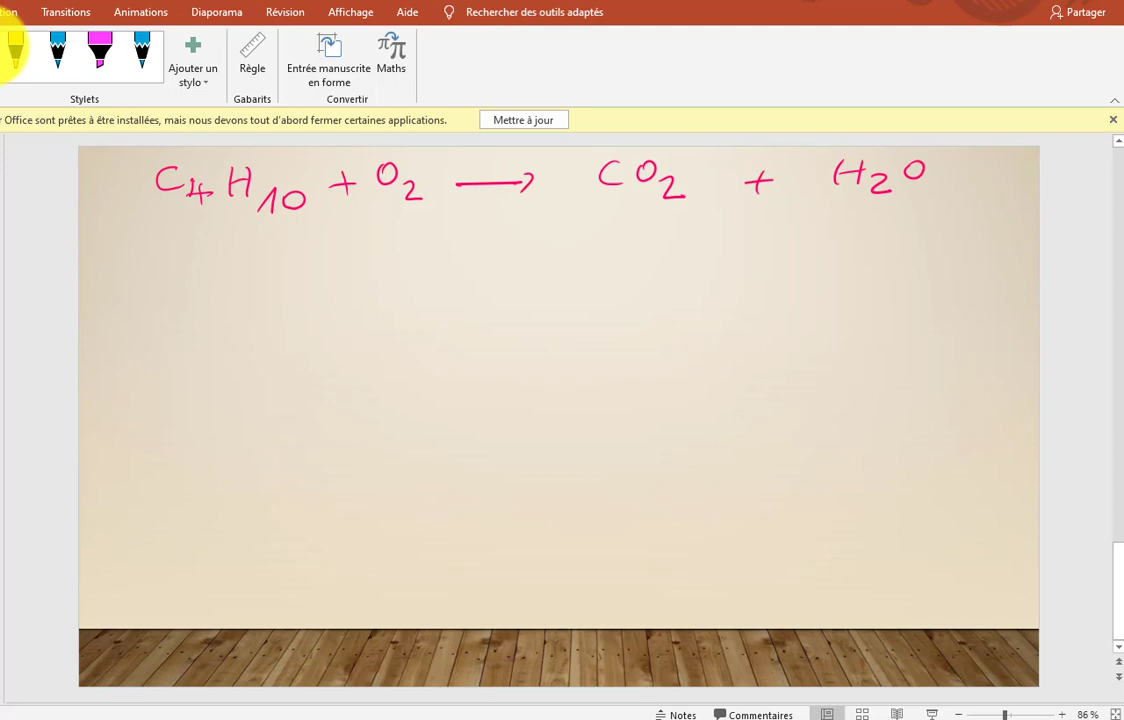 tion Transitions Animations Diaporama Révision Affichage Aide Rechercher des outils adaptés Partager
Ajouter un stylo
Règle
Entrée manuscrite en forme
Maths
Stylets Gabarits Convertir
r Office sont prêtes à être installées, mais nous devons tout d'abord fermer certaines applications. Mettre à jour
C₄H₁₀ + O₂ → CO₂ + H₂O
Notes Commentaires 86 %